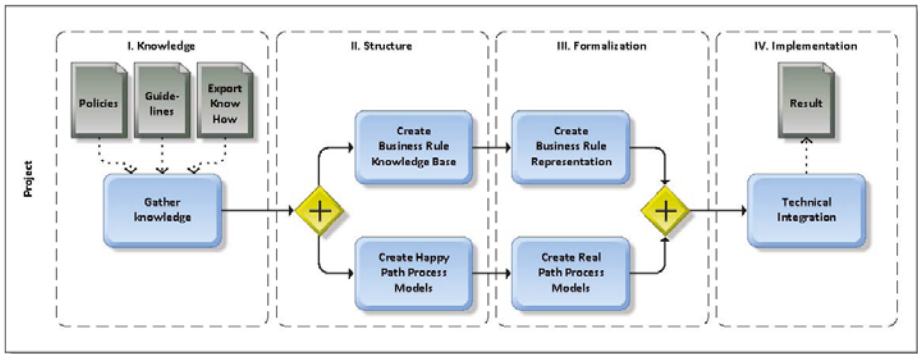 Project
I. Knowledge
Policies
Guide-
lines
Expert
Know
How
Gather
knowledge
II. Structure
Create
Business Rule
Knowledge Base
Create Happy
Path Process
Models
III. Formalization
Create
Business Rule
Representation
Create Real
Path Process
Models
IV. Implementation
Result
Technical
Integration